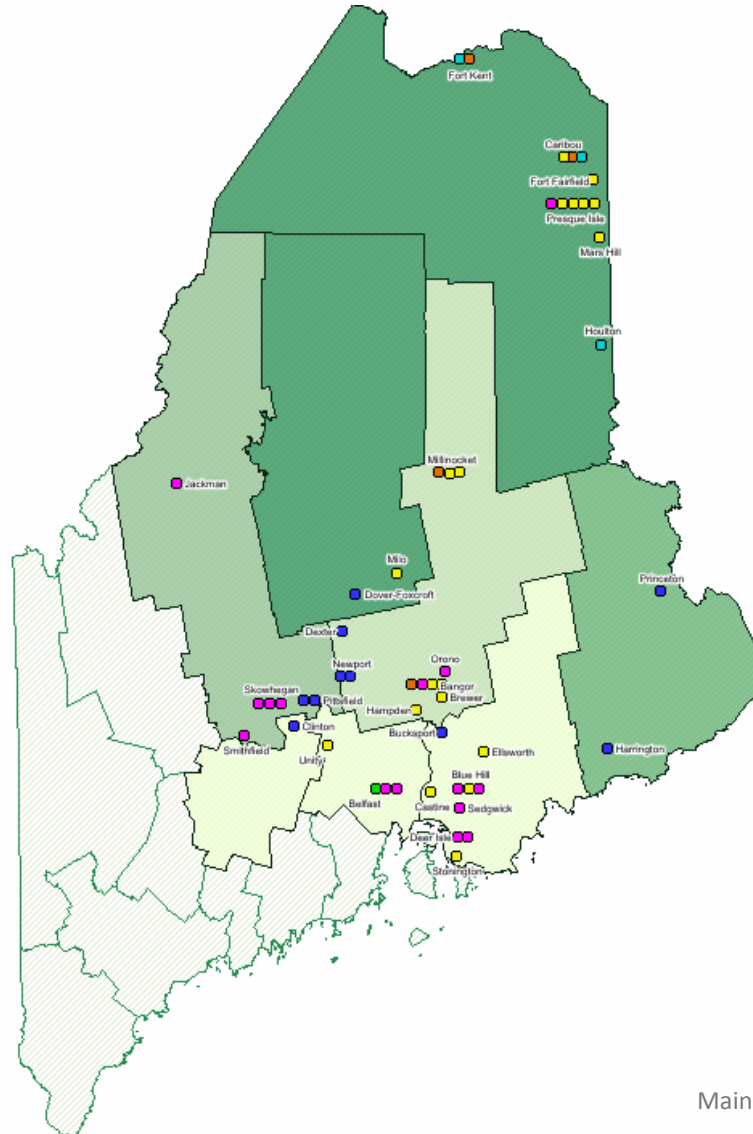 Fort Kent
Caribou
Fort Fairfield
Presque Isle
Mars Hill
Houlton
Millinocket
Jackman
Milo
Princeton
Dover-Foxcroft
Dexter
Newport
Orono
Skowhegan
Bangor
Pittsfield
Brewer
Hampden
Clinton
Bucksport
Smithfield
Harrington
Unity
Ellsworth
Blue Hill
Belfast
Castine
Sedgwick
Deer Isle
Stonington
Main